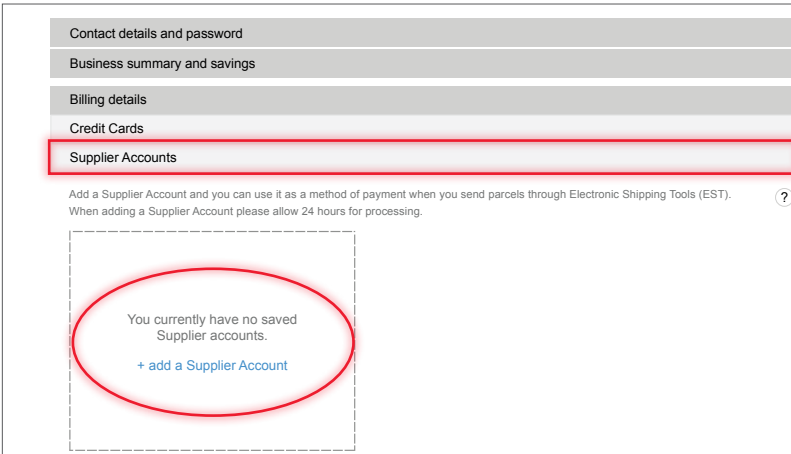 Contact details and password
Business summary and savings
Billing details
Credit Cards
Supplier Accounts
Add a Supplier Account and you can use it as a method of payment when you send parcels through Electronic Shipping Tools (EST).
?
When adding a Supplier Account please allow 24 hours for processing.
You currently have no saved
Supplier accounts.
+ add a Supplier Account